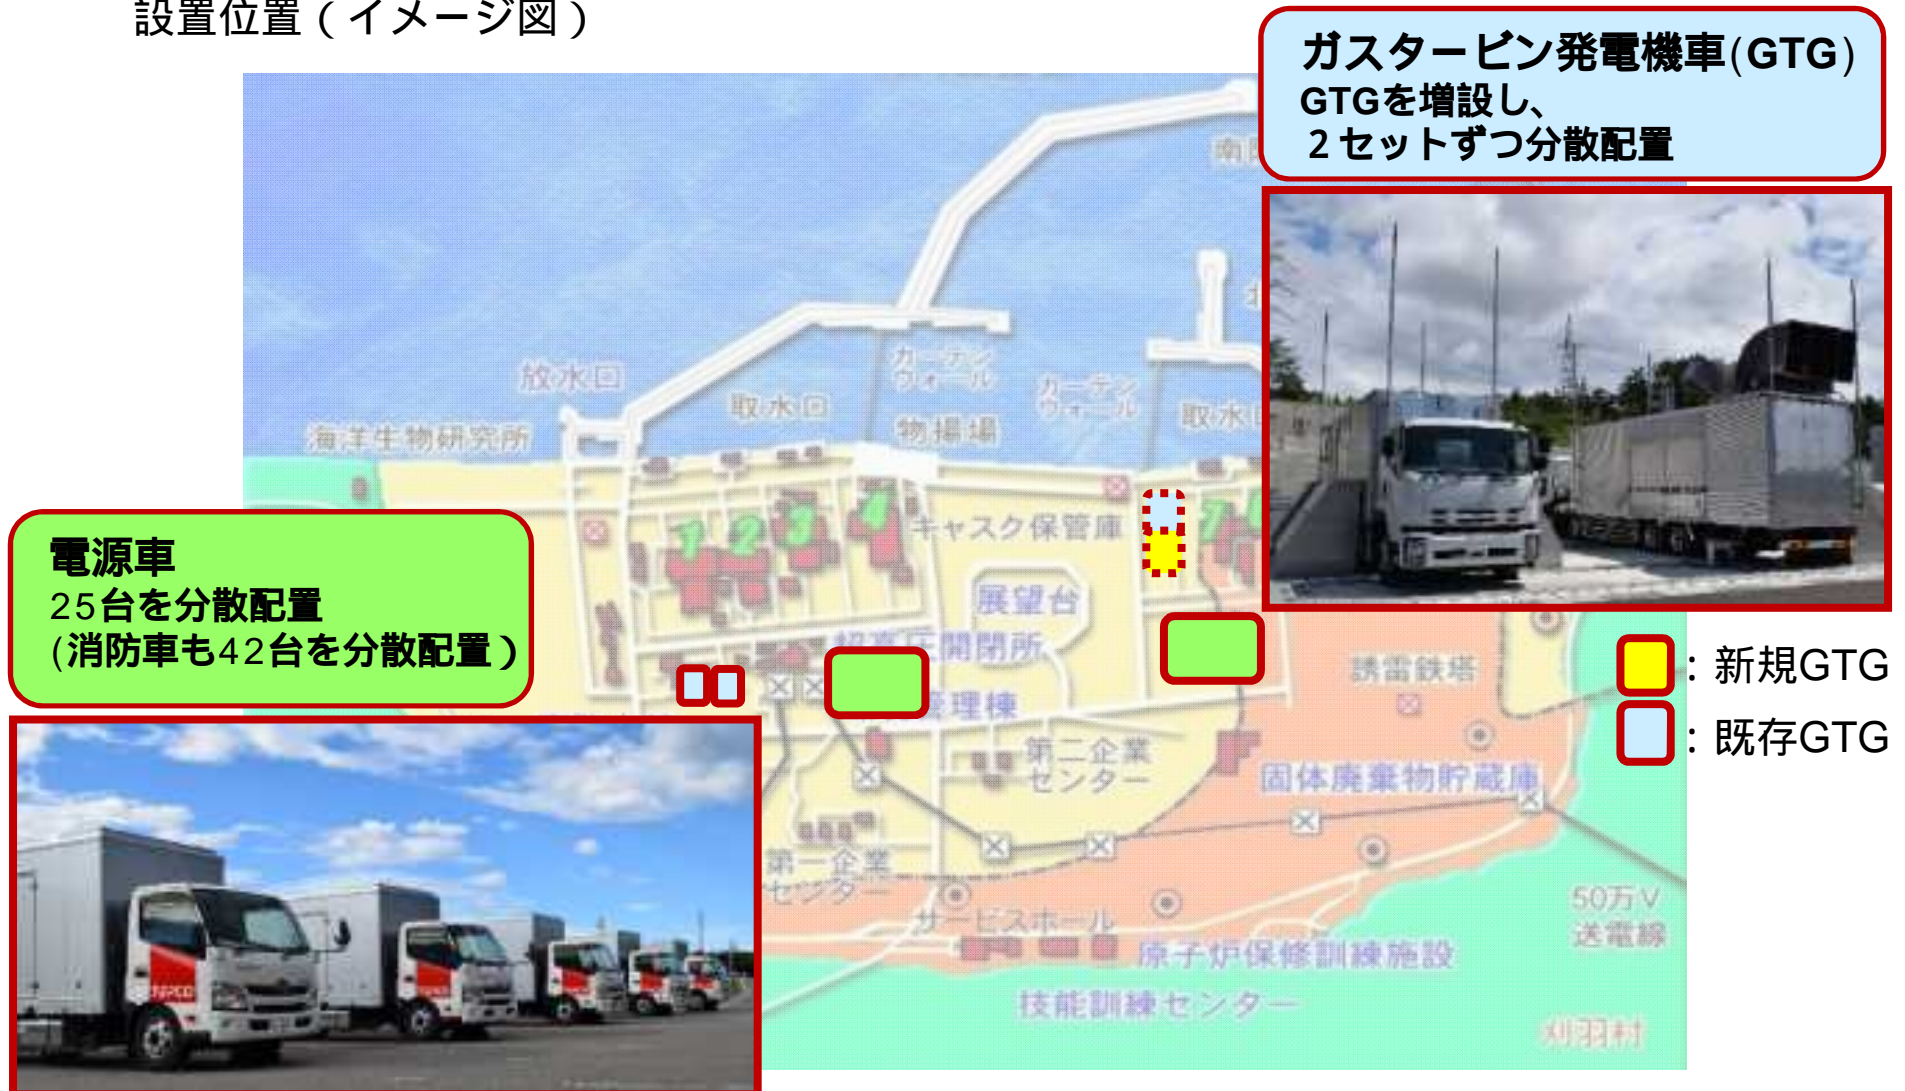 設置位置（イメージ図）
ガスタービン発電機車(GTG)
GTGを増設し、
２セットずつ分散配置
放水口
取水口
カーテン
ウォール
カーテン
ウォール
海洋生物研究所
物揚場
取水
1
2
3
4
キャスク保管庫
7
電源車
25台を分散配置
(消防車も42台を分散配置）
展望台
超高圧開閉所
管理棟
誘雷鉄塔
：新規GTG
：既存GTG
第二企業
センター
固体廃棄物貯蔵庫
第一企業
センター
サービスホール
50万V
送電線
原子炉保修訓練施設
技能訓練センター
刈羽村
TEPCO